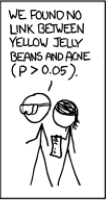 WE FOUND NO
LINK BETWEEN
YELLOW JELLY
BEANS AND ACNE
(P > 0.05).